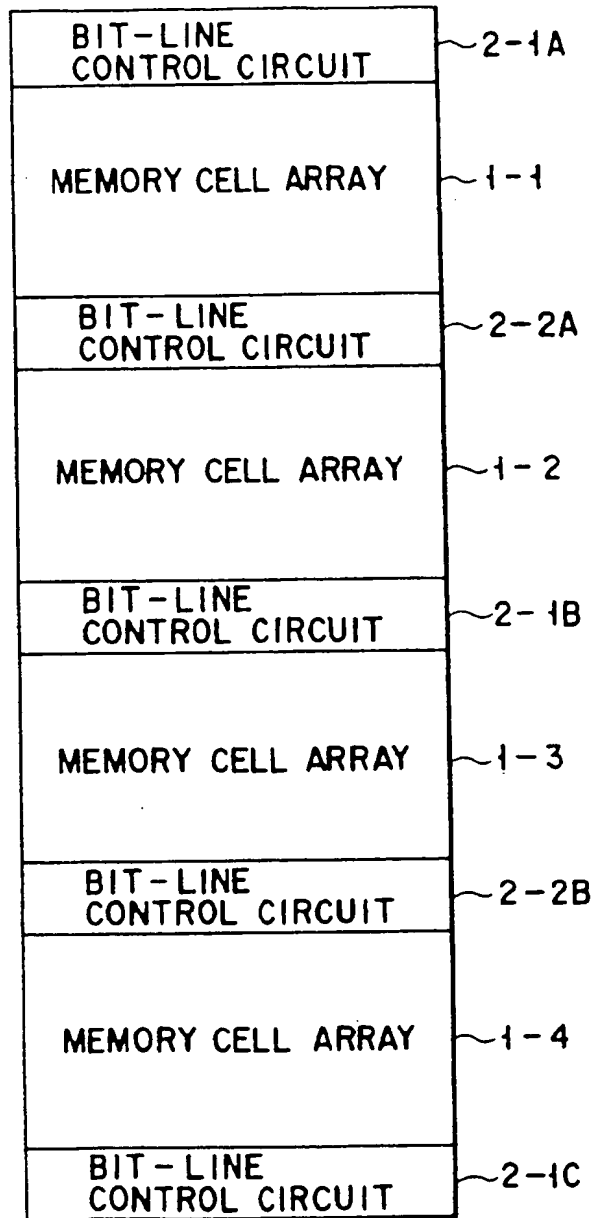 BIT-LINE
CONTROL CIRCUIT
2-1A
MEMORY CELL ARRAY
1-1
BIT-LINE
CONTROL CIRCUIT
2-2A
MEMORY CELL ARRAY
1-2
BIT-LINE
CONTROL CIRCUIT
2-1B
MEMORY CELL ARRAY
1-3
BIT-LINE
CONTROL CIRCUIT
2-2B
MEMORY CELL ARRAY
1-4
BIT-LINE
CONTROL CIRCUIT
2-1C